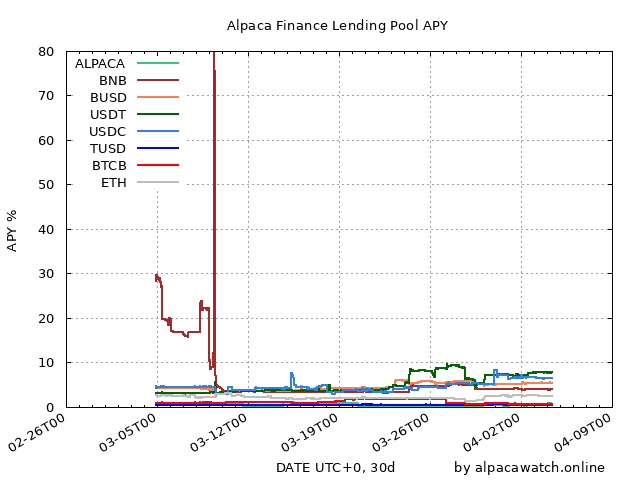 Alpaca Finance Lending Pool APY
80
70
60
50
40
30
20
10
0
APY %
ALPACA
BNB
BUSD
USDT
USDC
TUSD
BTCB
ETH
02-26T00
03-05T00
03-12T00
03-19T00
03-26T00
04-02T00
04-09T00
DATE UTC+0, 30d
by alpacawatch.online